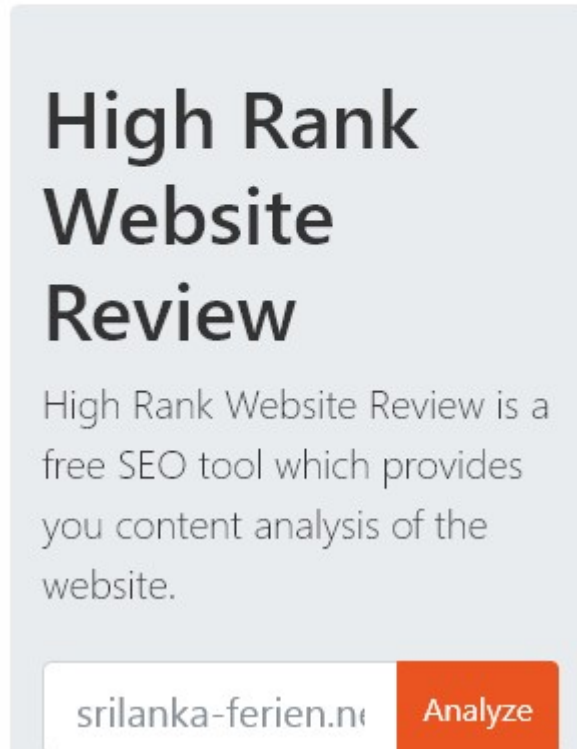 High Rank
Website
Review
High Rank Website Review is a
free SEO tool which provides
you content analysis of the
website.
srilanka-ferien.ne
Analyze